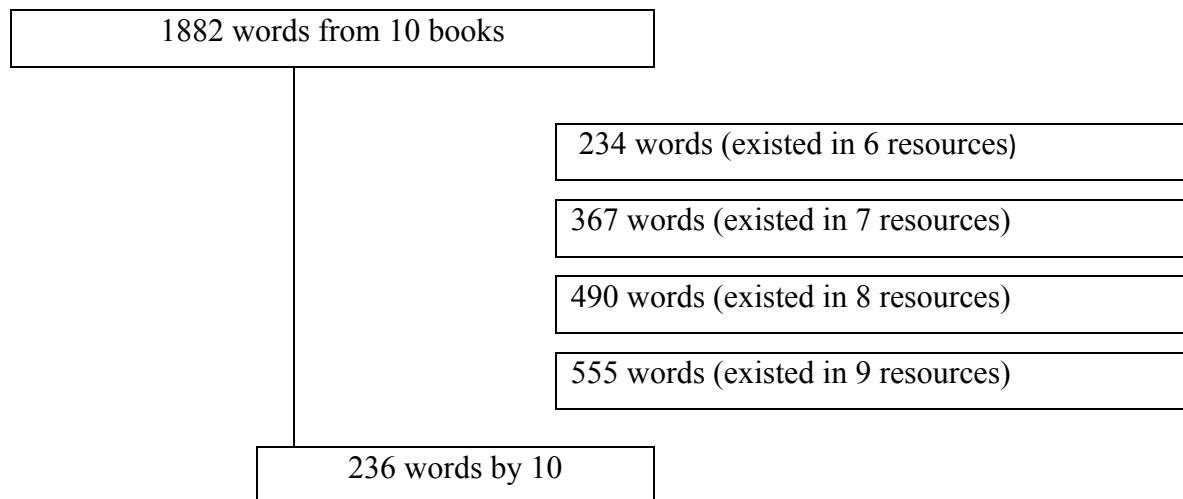 1882 words from 10 books
234 words (existed in 6 resources)
367 words (existed in 7 resources)
490 words (existed in 8 resources)
555 words (existed in 9 resources)
236 words by 10